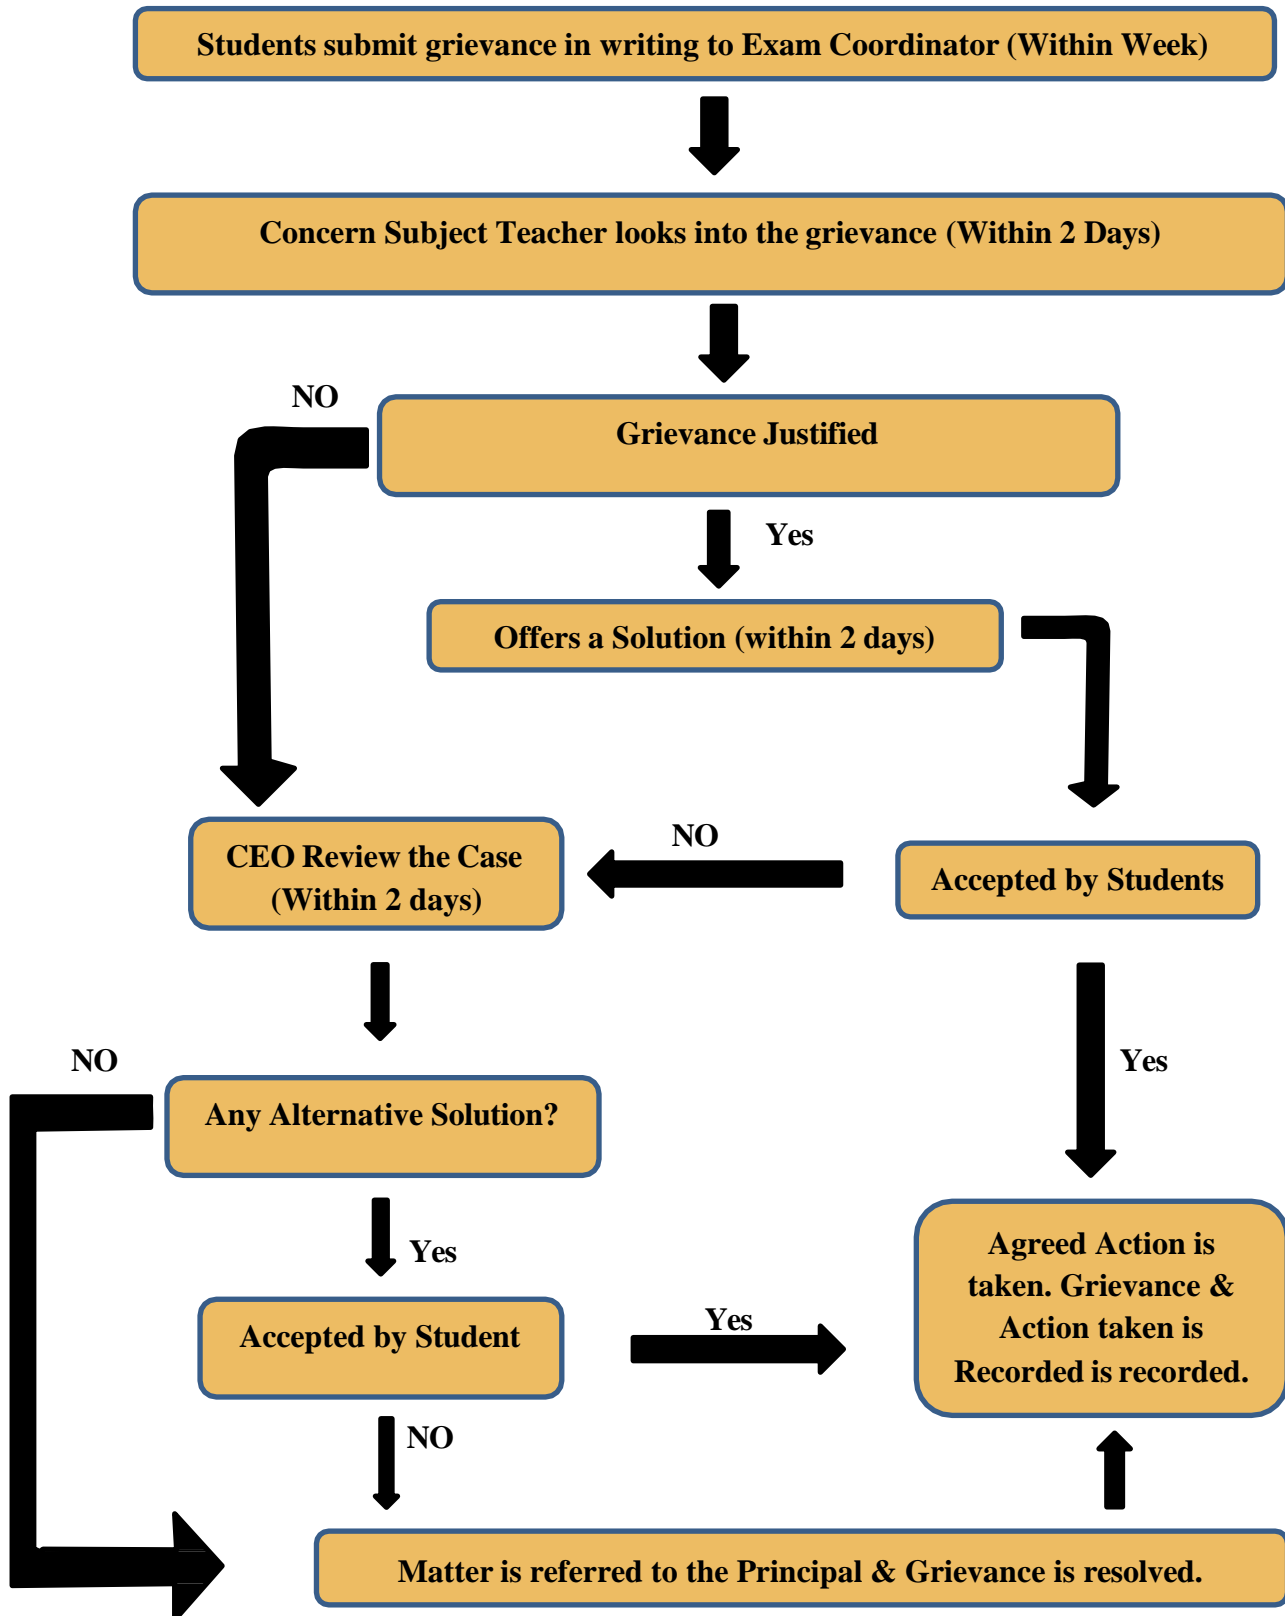 Students submit grievance in writing to Exam Coordinator (Within Week)
Concern Subject Teacher looks into the grievance (Within 2 Days)
NO
Grievance Justified
Yes
Offers a Solution (within 2 days)
CEO Review the Case
(Within 2 days)
NO
Accepted by Students
NO
Yes
Any Alternative Solution?
Yes
Accepted by Student
Yes
Agreed Action is
taken. Grievance &
Action taken is
Recorded is recorded.
NO
Matter is referred to the Principal & Grievance is resolved.